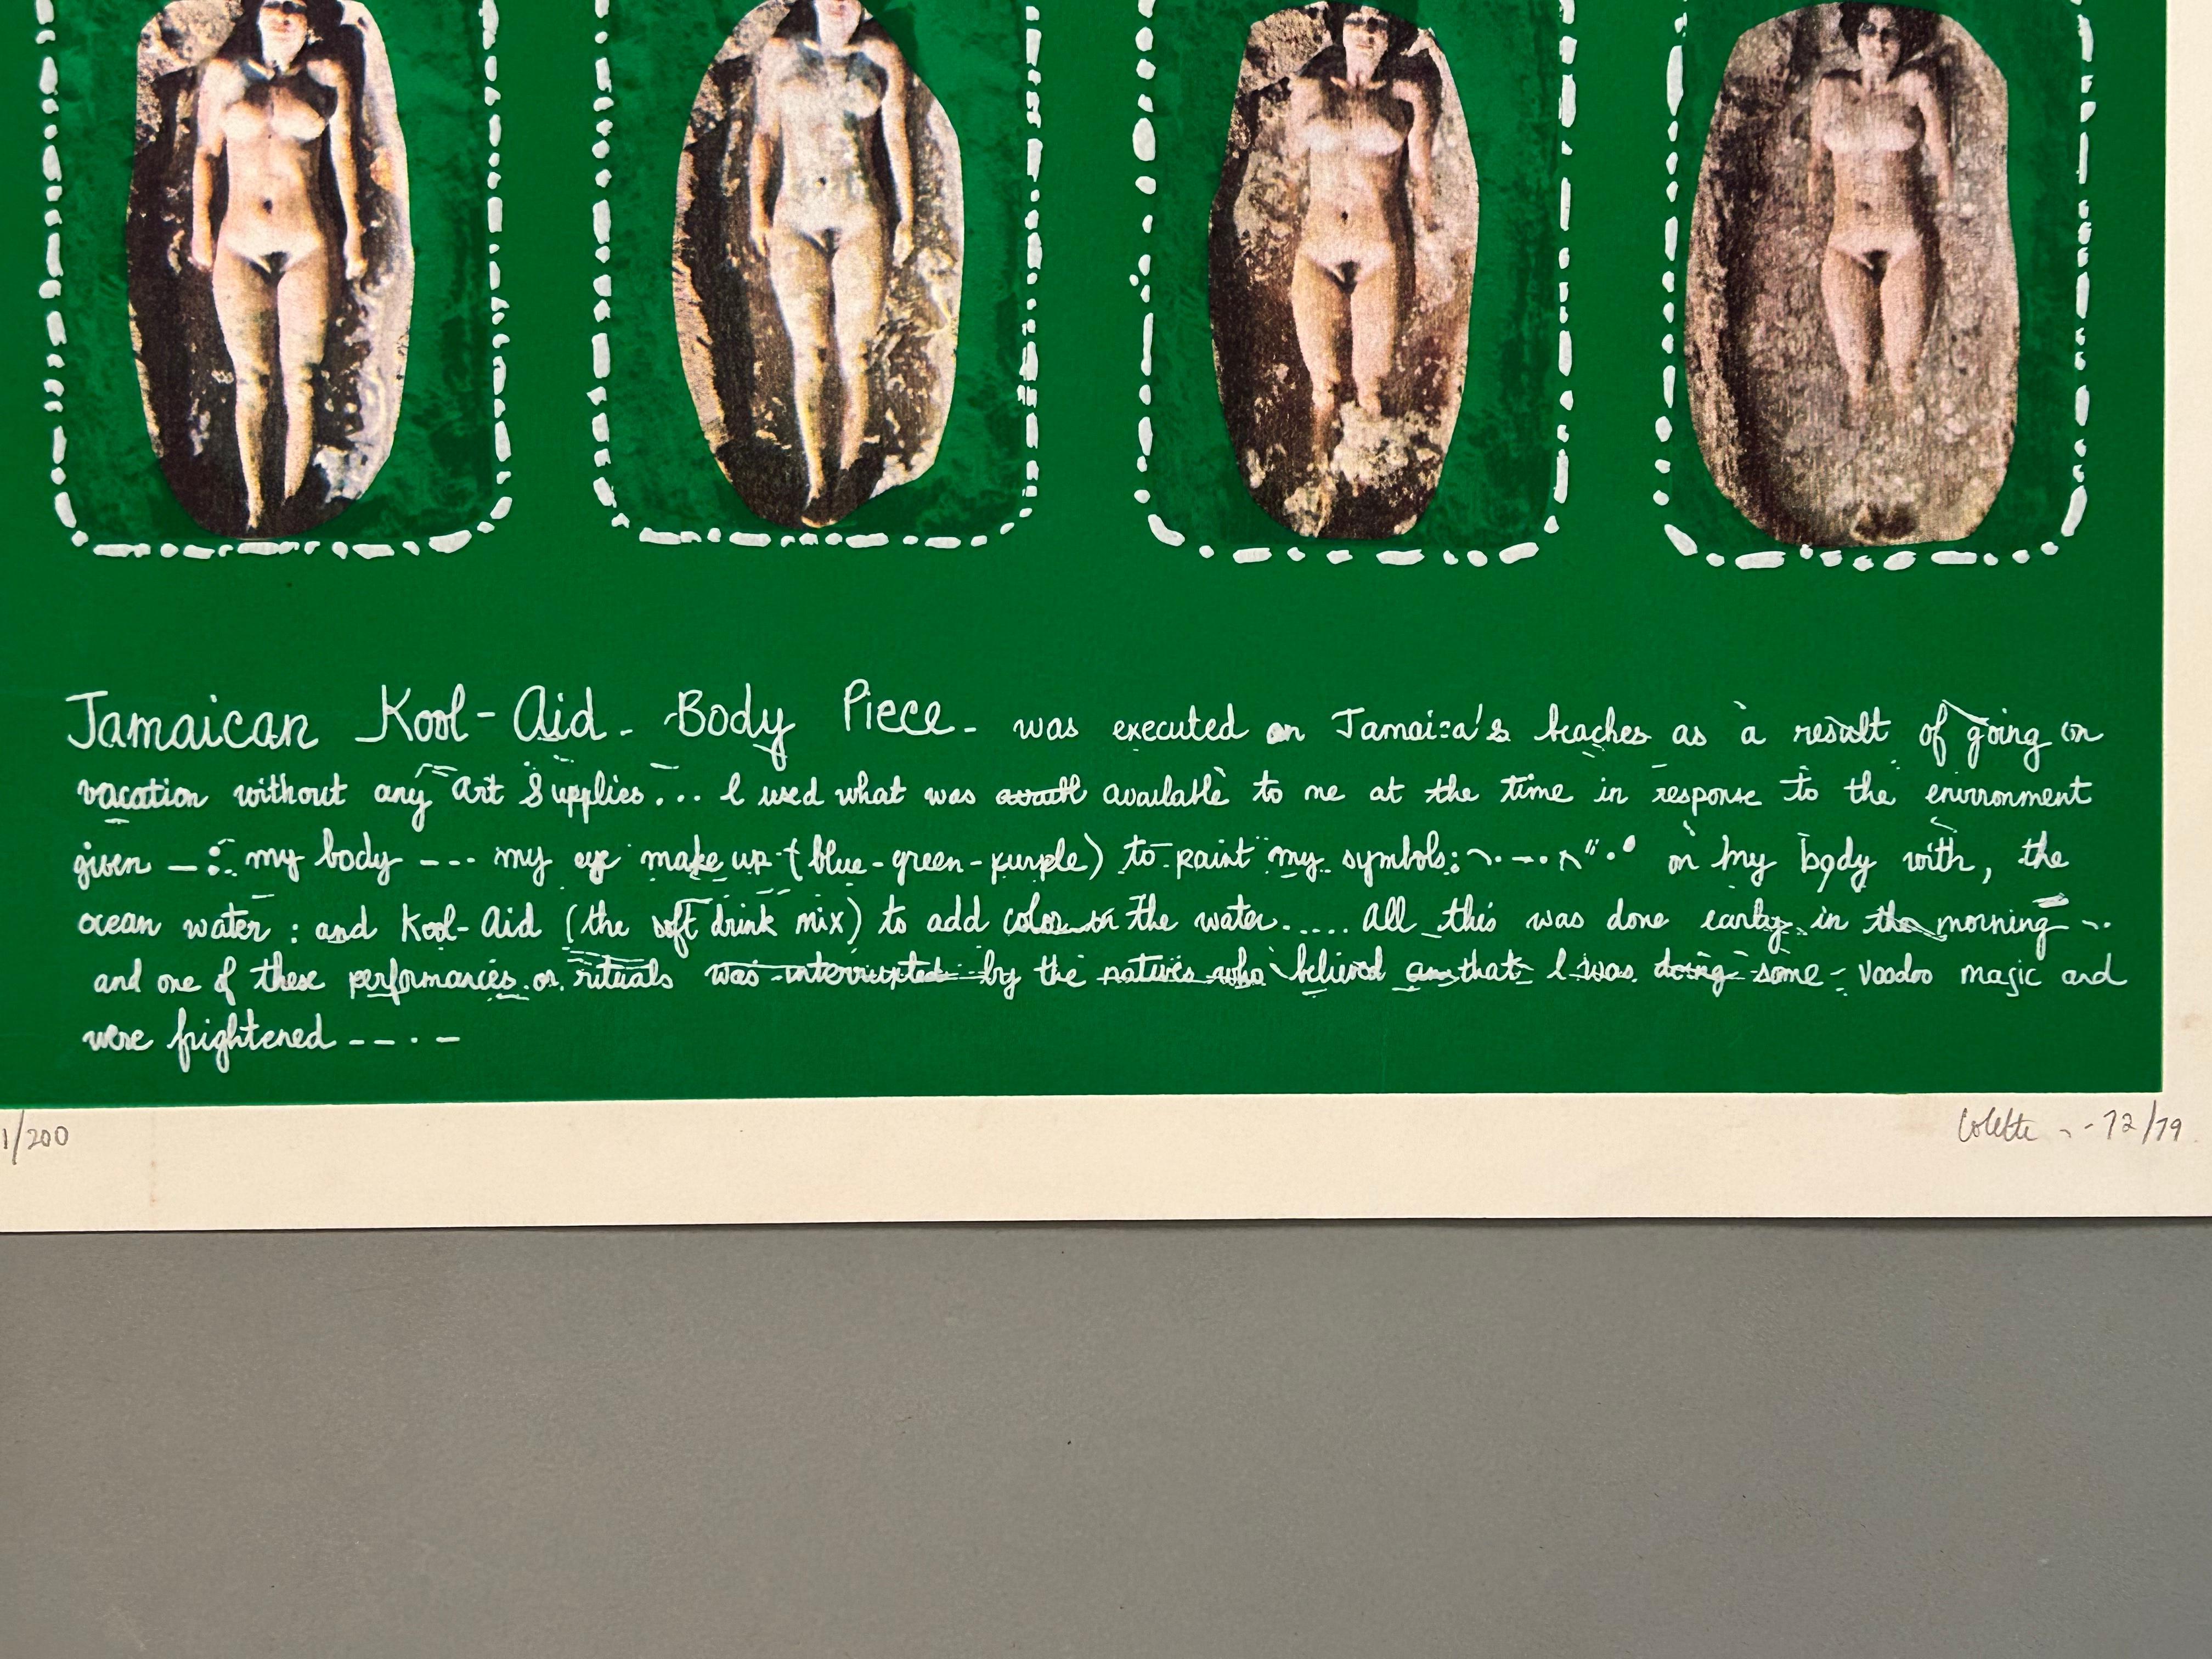 Jamaican Kool-Aid - Body Piece - was executed on Jamaica's beaches as a result of going on
vacation without any Art Supplies... I used what was availl available to me at the time in response to the environment
given - : my body --- my eye make up (blue-green-purple) to paint my symbols: on my body with, the
ocean water : and Kool-Aid (the soft drink mix) to add color in the water..... All this was done early in the morning -..
and one of these performances or rituals was interrupted by the natives who believed that I was doing some - voodoo magic and
were frightened --.-
1/200
Colette - - 72/79